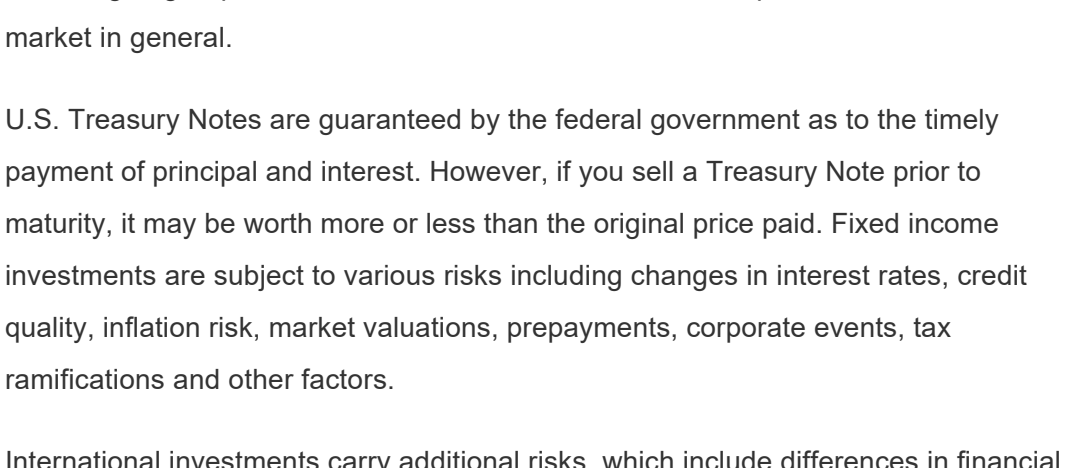 market in general.
U.S. Treasury Notes are guaranteed by the federal government as to the timely
payment of principal and interest. However, if you sell a Treasury Note prior to
maturity, it may be worth more or less than the original price paid. Fixed income
investments are subject to various risks including changes in interest rates, credit
quality, inflation risk, market valuations, prepayments, corporate events, tax
ramifications and other factors.
International investments carry additional risks, which include differences in financial